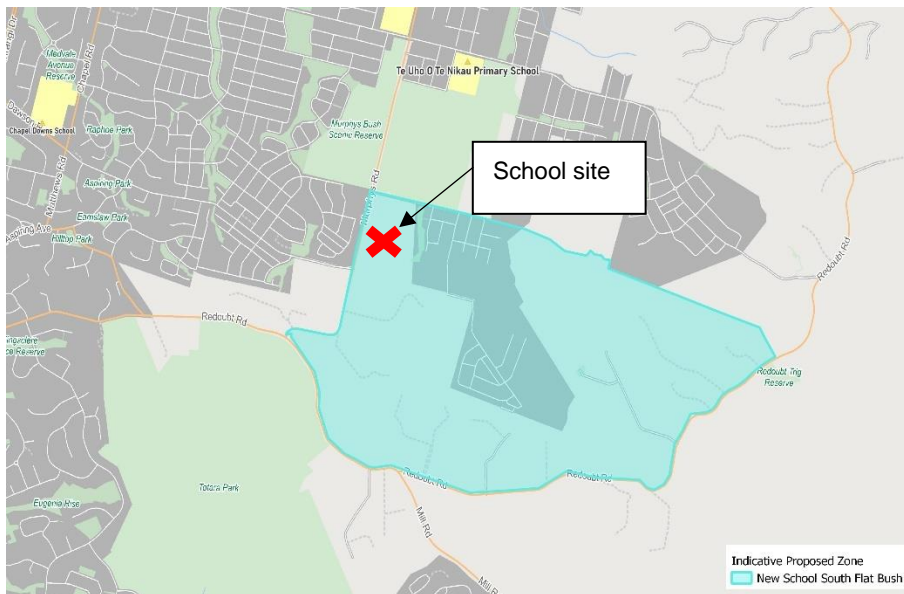 Medvale
Avenue
Reserve
Chapel Rd
Te Uho O Te Nikau Primary School
Chapel Downs School
Raphoe Park
Murphys Bush
Scenic Reserve
Matthews Rd
School site
Aspiring Park
Earnslaw Park
Aspiring Ave
Hilltop Park
Murphys Rd
Redoubt Rd
Redoubt Rd
Redoubt Trig
Reserve
Totara Park
Redoubt Rd
Redoubt Rd
Eugenia Rise
Mill Rd
Mill Rd
Indicative Proposed Zone
New School South Flat Bush